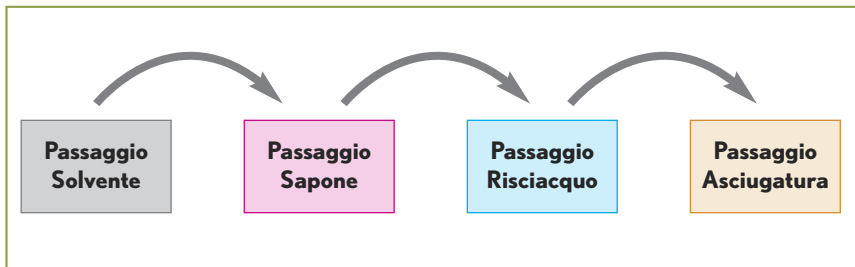 Passaggio
Solvente
Passaggio
Sapone
Passaggio
Risciacquo
Passaggio
Asciugatura